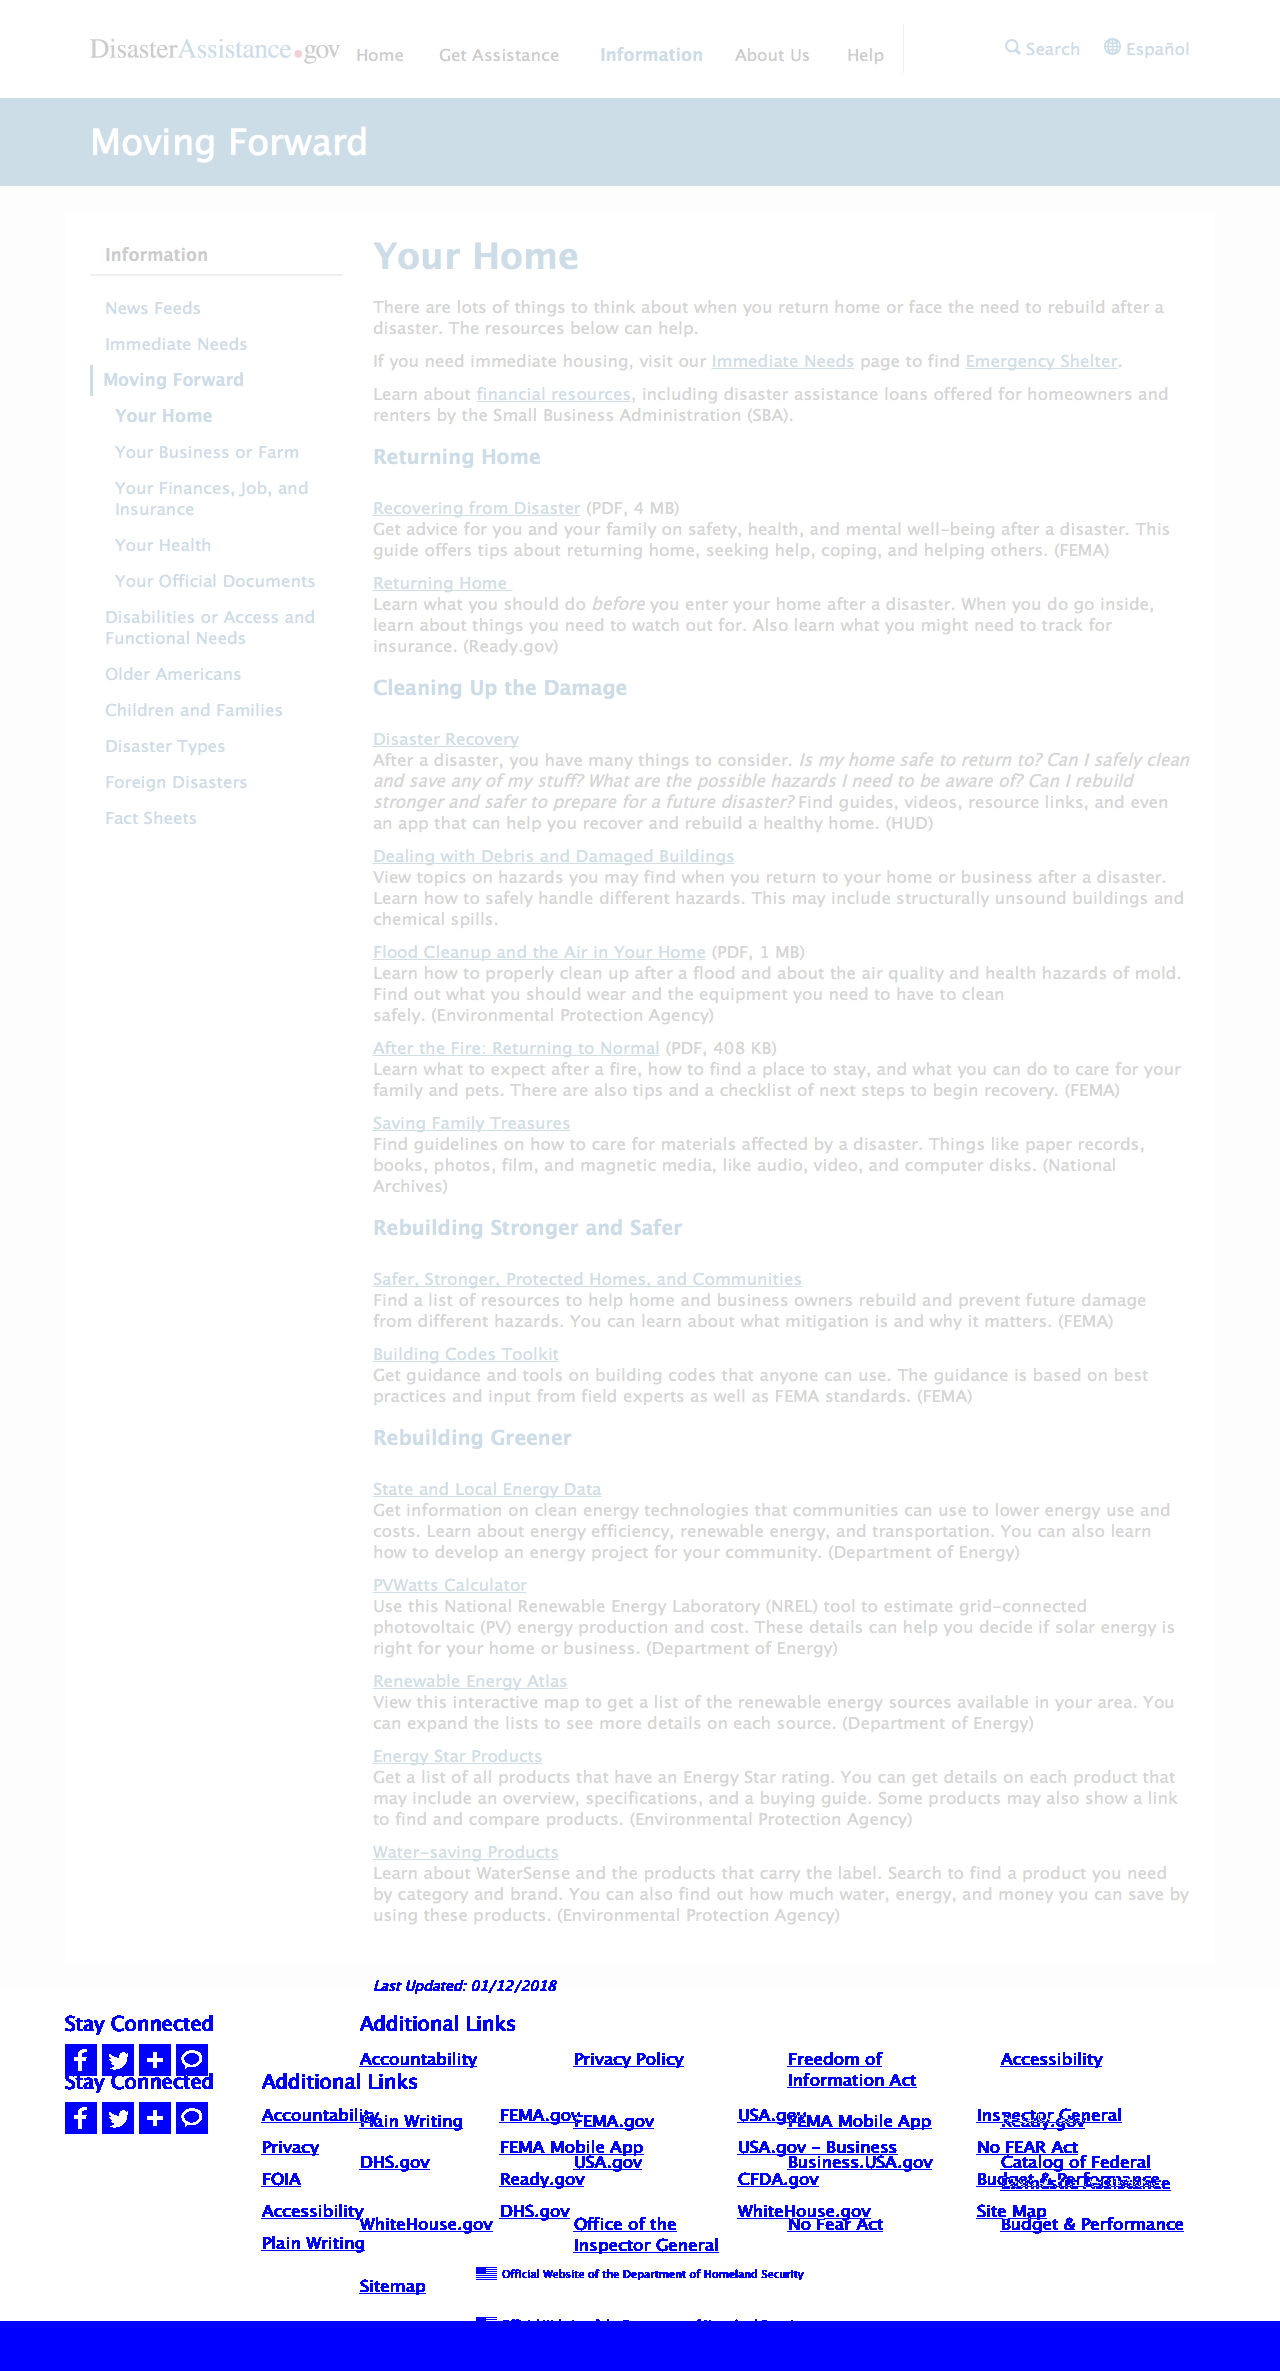 DisasterAssistance.gov Home Get Assistance Information About Us Help Search Español
Moving Forward
Information
News Feeds
Immediate Needs
Moving Forward
Your Home
Your Business or Farm
Your Finances, Job, and
Insurance
Your Health
Your Official Documents
Disabilities or Access and
Functional Needs
Older Americans
Children and Families
Disaster Types
Foreign Disasters
Fact Sheets
Your Home
There are lots of things to think about when you return home or face the need to rebuild after a
disaster. The resources below can help.
If you need immediate housing, visit our Immediate Needs page to find Emergency Shelter.
Learn about financial resources, including disaster assistance loans offered for homeowners and
renters by the Small Business Administration (SBA).
Returning Home
Recovering from Disaster (PDF, 4 MB)
Get advice for you and your family on safety, health, and mental well-being after a disaster. This
guide offers tips about returning home, seeking help, coping, and helping others. (FEMA)
Returning Home
Learn what you should do before you enter your home after a disaster. When you do go inside,
learn about things you need to watch out for. Also learn what you might need to track for
insurance. (Ready.gov)
Cleaning Up the Damage
Disaster Recovery
After a disaster, you have many things to consider. Is my home safe to return to? Can I safely clean
and save any of my stuff? What are the possible hazards I need to be aware of? Can I rebuild
stronger and safer to prepare for a future disaster? Find guides, videos, resource links, and even
an app that can help you recover and rebuild a healthy home. (HUD)
Dealing with Debris and Damaged Buildings
View topics on hazards you may find when you return to your home or business after a disaster.
Learn how to safely handle different hazards. This may include structurally unsound buildings and
chemical spills.
Flood Cleanup and the Air in Your Home (PDF, 1 MB)
Learn how to properly clean up after a flood and about the air quality and health hazards of mold.
Find out what you should wear and the equipment you need to have to clean
safely. (Environmental Protection Agency)
After the Fire: Returning to Normal (PDF, 408 KB)
Learn what to expect after a fire, how to find a place to stay, and what you can do to care for your
family and pets. There are also tips and a checklist of next steps to begin recovery. (FEMA)
Saving Family Treasures
Find guidelines on how to care for materials affected by a disaster. Things like paper records,
books, photos, film, and magnetic media, like audio, video, and computer disks. (National
Archives)
Rebuilding Stronger and Safer
Safer, Stronger, Protected Homes, and Communities
Find a list of resources to help home and business owners rebuild and prevent future damage
from different hazards. You can learn about what mitigation is and why it matters. (FEMA)
Building Codes Toolkit
Get guidance and tools on building codes that anyone can use. The guidance is based on best
practices and input from field experts as well as FEMA standards. (FEMA)
Rebuilding Greener
State and Local Energy Data
Get information on clean energy technologies that communities can use to lower energy use and
costs. Learn about energy efficiency, renewable energy, and transportation. You can also learn
how to develop an energy project for your community. (Department of Energy)
PVWatts Calculator
Use this National Renewable Energy Laboratory (NREL) tool to estimate grid-connected
photovoltaic (PV) energy production and cost. These details can help you decide if solar energy is
right for your home or business. (Department of Energy)
Renewable Energy Atlas
View this interactive map to get a list of the renewable energy sources available in your area. You
can expand the lists to see more details on each source. (Department of Energy)
Energy Star Products
Get a list of all products that have an Energy Star rating. You can get details on each product that
may include an overview, specifications, and a buying guide. Some products may also show a link
to find and compare products. (Environmental Protection Agency)
Water-saving Products
Learn about WaterSense and the products that carry the label. Search to find a product you need
by category and brand. You can also find out how much water, energy, and money you can save by
using these products. (Environmental Protection Agency)
Last Updated: 01/12/2018
Stay Connected Additional Links
Accountability Privacy Policy Freedom of Accessibility
Information Act
Stay Connected Additional Links
Accountability FEMA.gov USA.gov Inspector General
Plain Writing FEMA.gov FEMA Mobile App Ready.gov
Privacy FEMA Mobile App USA.gov - Business No FEAR Act
DHS.gov USA.gov Business.USA.gov Catalog of Federal
FOIA Ready.gov CFDA.gov Budget & Performance
Domestic Assistance
Accessibility DHS.gov WhiteHouse.gov Site Map
WhiteHouse.gov Office of the No Fear Act Budget & Performance
Plain Writing Inspector General
Official Website of the Department of Homeland Security
Sitemap